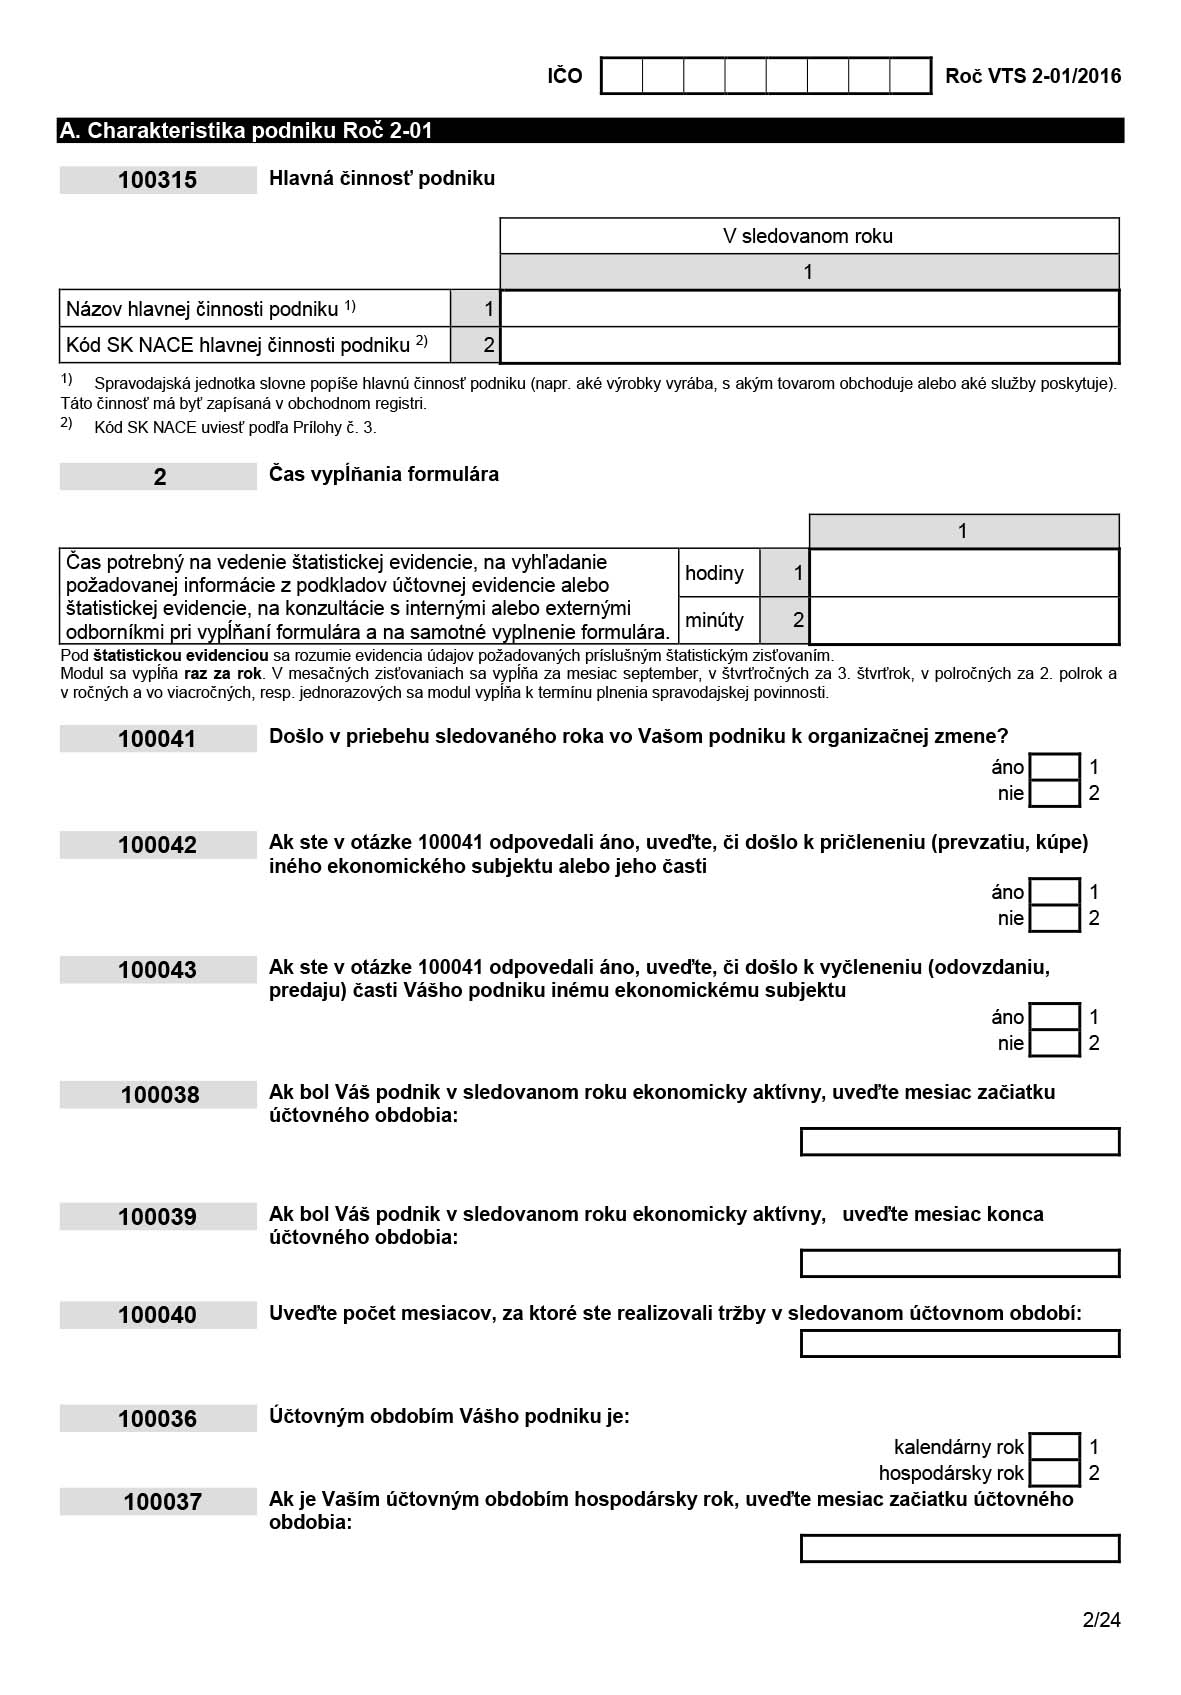 IČO Roč VTS 2-01/2016
A. Charakteristika podniku Roč 2-01
100315 Hlavná činnosť podniku
V sledovanom roku
1
Názov hlavnej činnosti podniku 1) 1
Kód SK NACE hlavnej činnosti podniku 2) 2
1) Spravodajská jednotka slovne popíše hlavnú činnosť podniku (napr. aké výrobky vyrába, s akým tovarom obchoduje alebo aké služby poskytuje).
Táto činnosť má byť zapísaná v obchodnom registri.
2) Kód SK NACE uviesť podľa Prílohy č. 3.
2 Čas vypĺňania formulára
1
Čas potrebný na vedenie štatistickej evidencie, na vyhľadanie
požadovanej informácie z podkladov účtovnej evidencie alebo
štatistickej evidencie, na konzultácie s internými alebo externými
odborníkmi pri vypĺňaní formulára a na samotné vyplnenie formulára.
hodiny 1
minúty 2
Pod štatistickou evidenciou sa rozumie evidencia údajov požadovaných príslušným štatistickým zisťovaním.
Modul sa vypĺňa raz za rok. V mesačných zisťovaniach sa vypĺňa za mesiac september, v štvrťročných za 3. štvrťrok, v polročných za 2. polrok a
v ročných a vo viacročných, resp. jednorazových sa modul vypĺňa k termínu plnenia spravodajskej povinnosti.
100041 Došlo v priebehu sledovaného roka vo Vašom podniku k organizačnej zmene?
áno 1
nie 2
100042 Ak ste v otázke 100041 odpovedali áno, uveďte, či došlo k pričleneniu (prevzatiu, kúpe)
iného ekonomického subjektu alebo jeho časti
áno 1
nie 2
100043 Ak ste v otázke 100041 odpovedali áno, uveďte, či došlo k vyčleneniu (odovzdaniu,
predaju) časti Vášho podniku inému ekonomickému subjektu
áno 1
nie 2
100038 Ak bol Váš podnik v sledovanom roku ekonomicky aktívny, uveďte mesiac začiatku
účtovného obdobia:
100039 Ak bol Váš podnik v sledovanom roku ekonomicky aktívny, uveďte mesiac konca
účtovného obdobia:
100040 Uveďte počet mesiacov, za ktoré ste realizovali tržby v sledovanom účtovnom období:
100036 Účtovným obdobím Vášho podniku je:
kalendárny rok 1
hospodársky rok 2
100037 Ak je Vaším účtovným obdobím hospodársky rok, uveďte mesiac začiatku účtovného
obdobia:
2/24